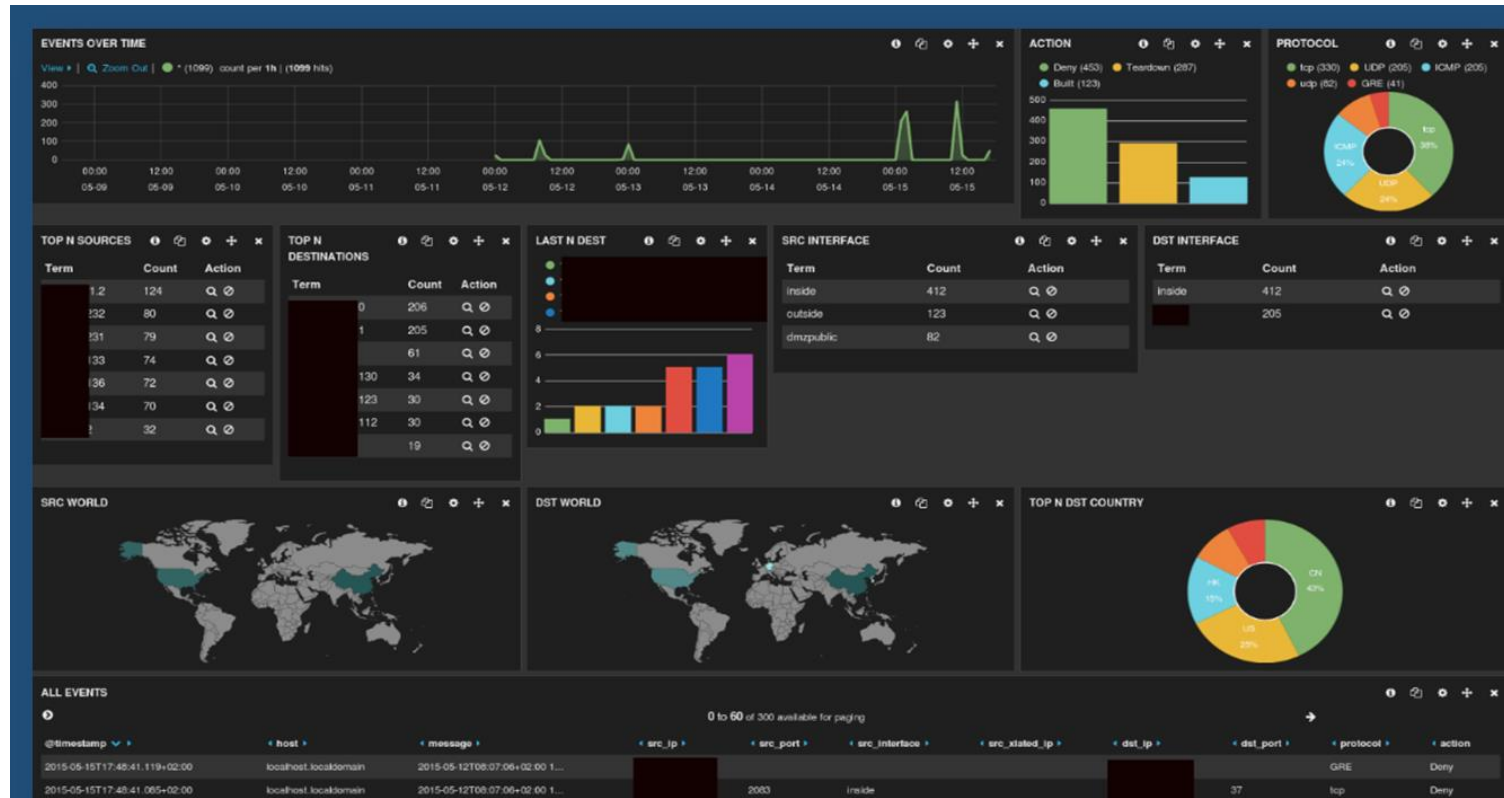 EVENTS OVER TIME
View | Zoom Out | * (1099) count per 1h | (1099 hits)
400
300
200
100
0
00:00 12:00 00:00 12:00 00:00 12:00 00:00 12:00 00:00 12:00 00:00 12:00 00:00 12:00
05-09 05-09 05-10 05-10 05-11 05-11 05-12 05-12 05-13 05-13 05-14 05-14 05-15 05-15
ACTION
Deny (453) Teardown (287)
Built (123)
500
400
300
200
100
0
PROTOCOL
tcp (330) UDP (205) ICMP (205)
udp (82) GRE (41)
tcp
38%
ICMP
24%
UDP
24%
TOP N SOURCES
Term Count Action
1.2 124
232 80
231 79
133 74
136 72
134 70
32
TOP N
DESTINATIONS
Term Count Action
0 206
1 205
61
130 34
123 30
112 30
19
LAST N DEST
8
6
4
2
0
SRC INTERFACE
Term Count Action
inside 412
outside 123
dmzpublic 82
DST INTERFACE
Term Count Action
inside 412
205
SRC WORLD
DST WORLD
TOP N DST COUNTRY
CN
43%
HK
15%
US
25%
ALL EVENTS
0 to 60 of 300 available for paging
@timestamp host message src_ip src_port src_interface src_xlated_ip dst_ip dst_port protocol action
2015-05-15T17:48:41.119+02:00 localhost.localdomain 2015-05-12T08:07:06+02:00 1... GRE Deny
2015-05-15T17:48:41.065+02:00 localhost.localdomain 2015-05-12T08:07:06+02:00 1... 2083 inside 37 tcp Deny